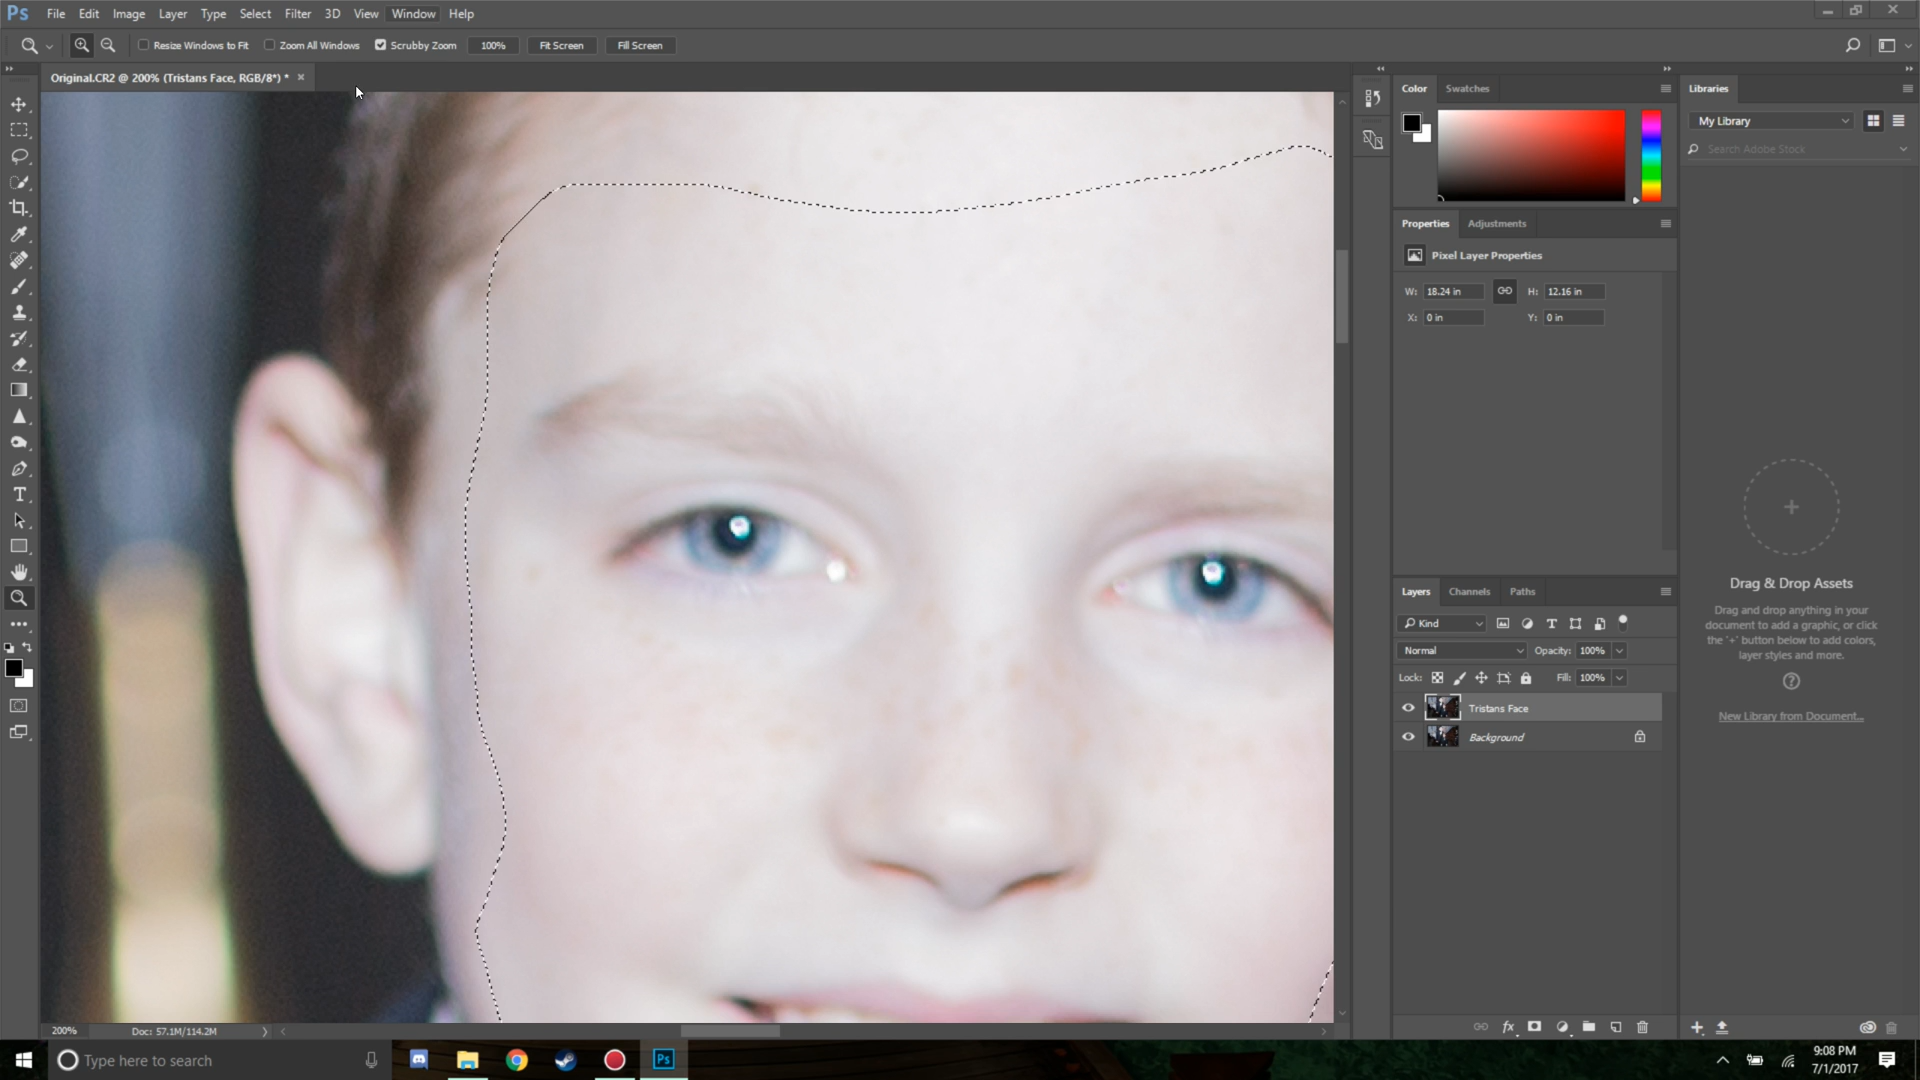 Ps File Edit Image Layer Type Select Filter 3D View Window Help
Resize Windows to Fit Zoom All Windows Scrubby Zoom 100% Fit Screen Fill Screen
Original.CR2 @ 200% (Tristans Face, RGB/8*) *
Color Swatches
Libraries
My Library
Search Adobe Stock
Properties Adjustments
Pixel Layer Properties
W: 18.24 in H: 12.16 in
X: 0 in Y: 0 in
Drag & Drop Assets
Drag and drop anything in your
document to add a graphic, or click
the '+' button below to add colors,
layer styles and more.
New Library from Document...
Layers Channels Paths
Kind
Normal Opacity: 100%
Lock: Fill: 100%
Tristans Face
Background
200% Doc: 57.1M/114.2M
Type here to search
Ps
9:08 PM
7/1/2017